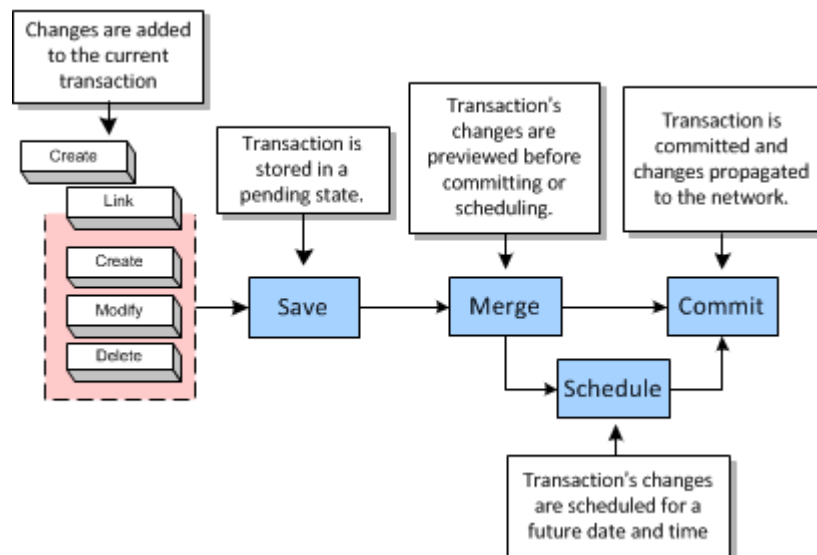 Changes are added
to the current
transaction
Create
Link
Create
Modify
Delete
Transaction is
stored in a
pending state.
Save
Transaction's
changes are
previewed before
committing or
scheduling.
Merge
Transaction is
committed and
changes propagated
to the network.
Commit
Schedule
Transaction's changes
are scheduled for a
future date and time